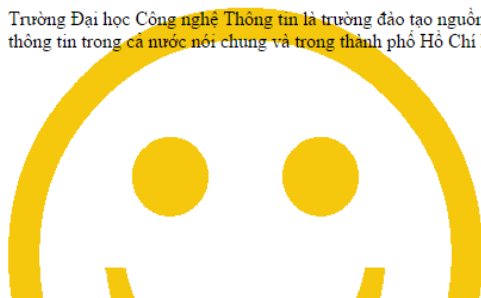 Trường Đại học Công nghệ Thông tin là trường đào tạo nguồn
thông tin trong cả nước nói chung và trong thành phố Hồ Chí